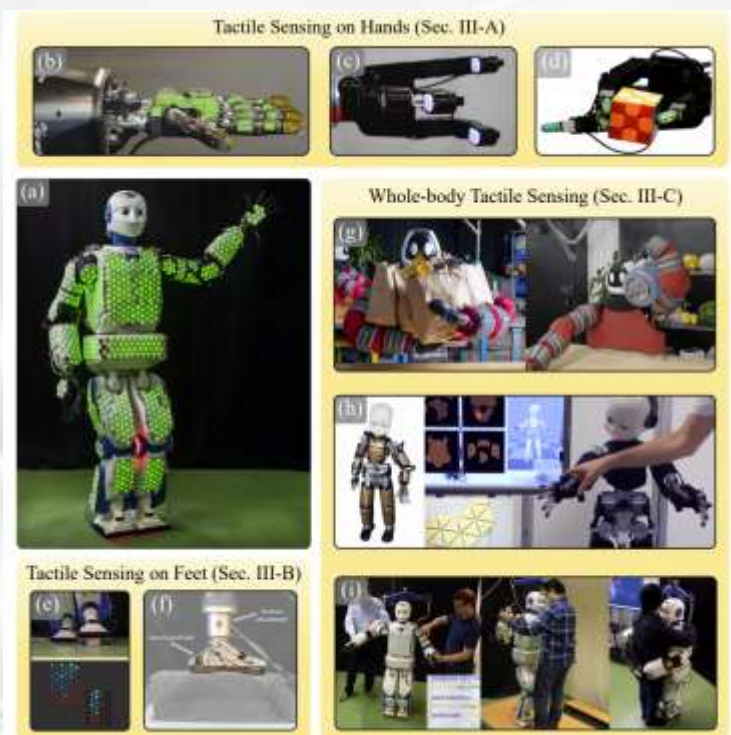 Tactile Sensing on Hands (Sec. III-A)
(b)
(c)
(d)
(a)
Whole-body Tactile Sensing (Sec. III-C)
(g)
(h)
Tactile Sensing on Feet (Sec. III-B)
(e)
(f)
(i)